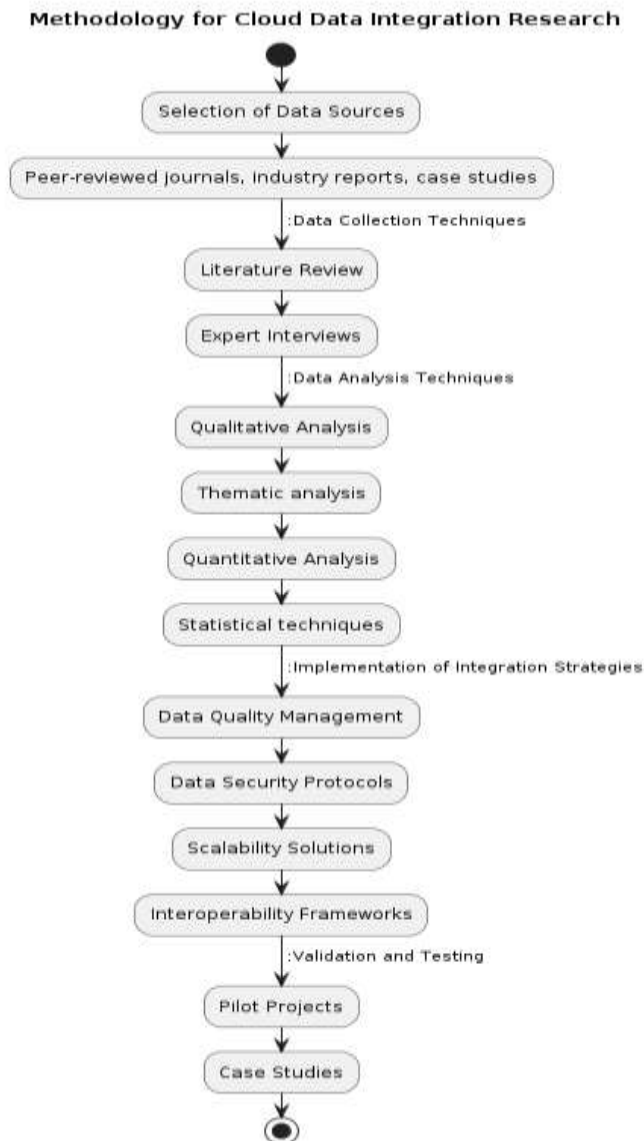 Methodology for Cloud Data Integration Research
Selection of Data Sources
Peer-reviewed journals, industry reports, case studies
:Data Collection Techniques
Literature Review
Expert Interviews
:Data Analysis Techniques
Qualitative Analysis
Thematic analysis
Quantitative Analysis
Statistical techniques
:Implementation of Integration Strategies
Data Quality Management
Data Security Protocols
Scalability Solutions
Interoperability Frameworks
:Validation and Testing
Pilot Projects
Case Studies